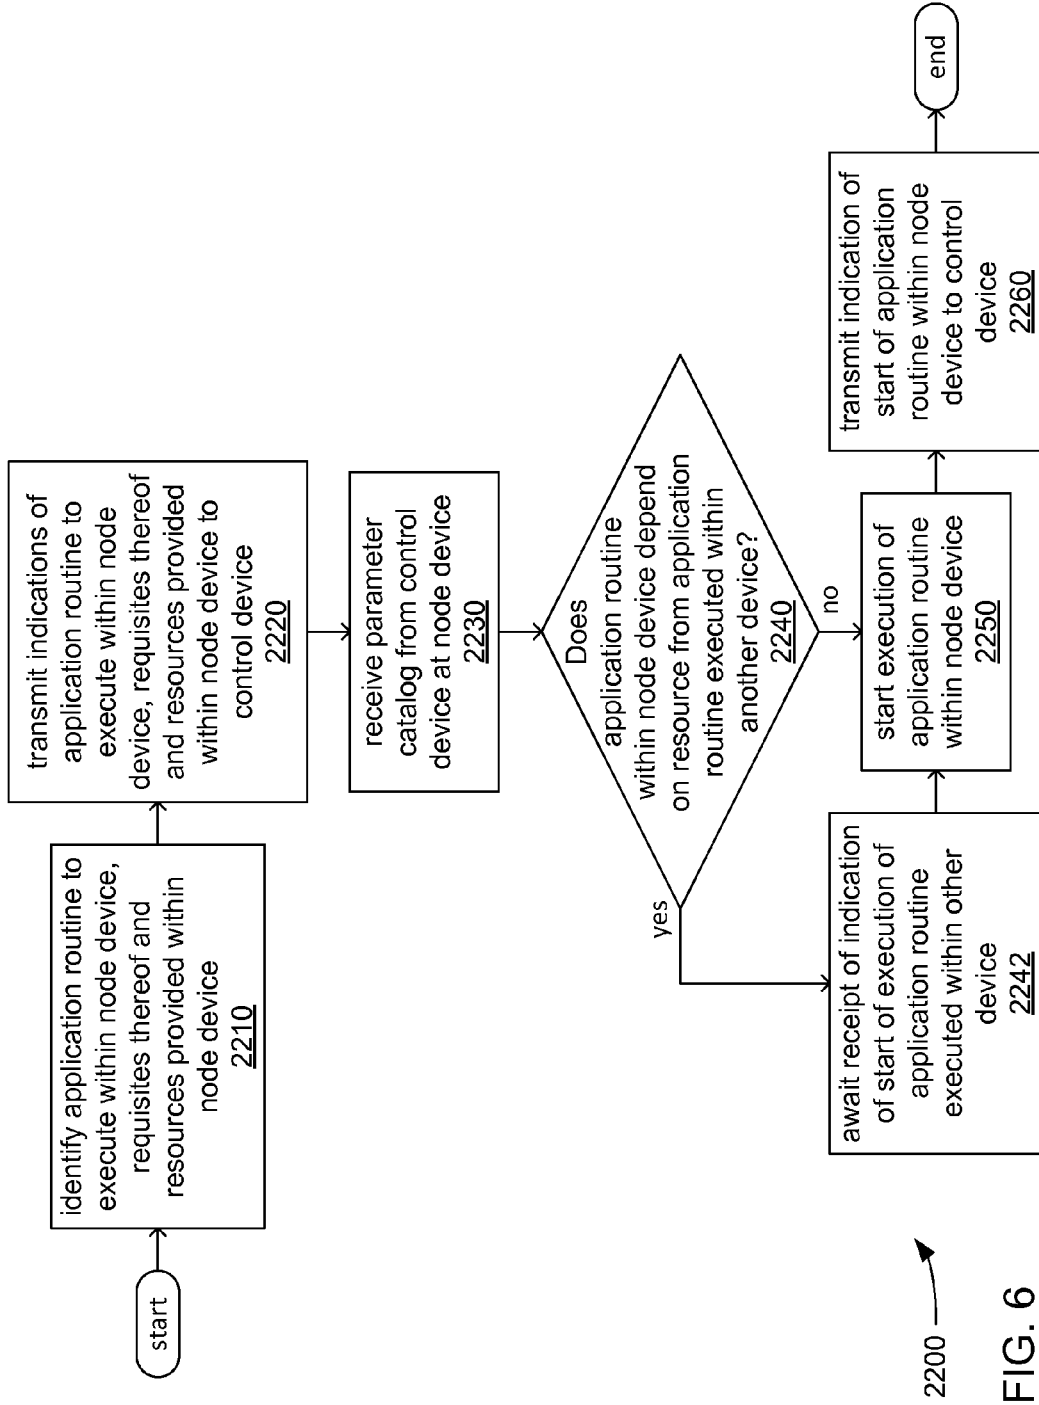 start
identify application routine to
execute within node device,
requisites thereof and
resources provided within
node device
2210
transmit indications of
application routine to
execute within node
device, requisites thereof
and resources provided
within node device to
control device
2220
receive parameter
catalog from control
device at node device
2230
Does
application routine
within node device depend
on resource from application
routine executed within
another device?
2240
yes
no
await receipt of indication
of start of execution of
application routine
executed within other
device
2242
start execution of
application routine
within node device
2250
transmit indication of
start of application
routine within node
device to control
device
2260
end
2200
FIG. 6